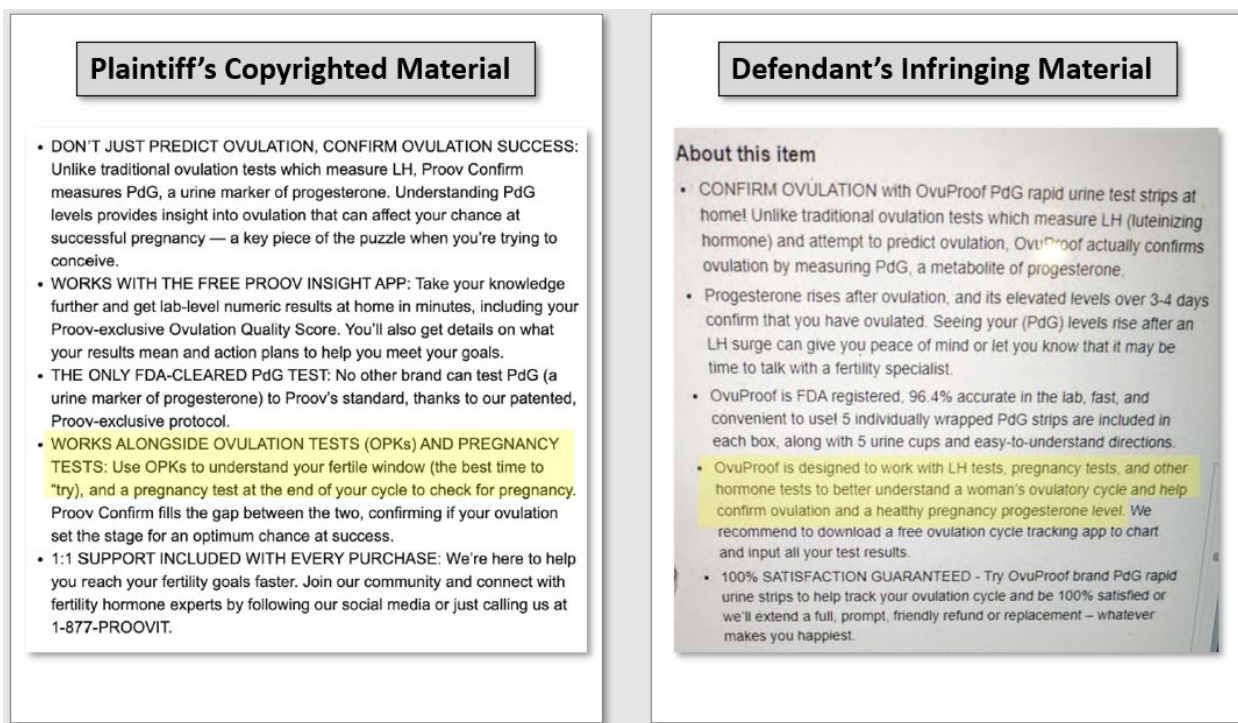 Plaintiff's Copyrighted Material
• DON'T JUST PREDICT OVULATION, CONFIRM OVULATION SUCCESS:
Unlike traditional ovulation tests which measure LH, Proov Confirm
measures PdG, a urine marker of progesterone. Understanding PdG
levels provides insight into ovulation that can affect your chance at
successful pregnancy — a key piece of the puzzle when you're trying to
conceive.
• WORKS WITH THE FREE PROOV INSIGHT APP: Take your knowledge
further and get lab-level numeric results at home in minutes, including your
Proov-exclusive Ovulation Quality Score. You'll also get details on what
your results mean and action plans to help you meet your goals.
• THE ONLY FDA-CLEARED PdG TEST: No other brand can test PdG (a
urine marker of progesterone) to Proov's standard, thanks to our patented,
Proov-exclusive protocol.
• WORKS ALONGSIDE OVULATION TESTS (OPKs) AND PREGNANCY
TESTS: Use OPKs to understand your fertile window (the best time to
"try), and a pregnancy test at the end of your cycle to check for pregnancy.
Proov Confirm fills the gap between the two, confirming if your ovulation
set the stage for an optimum chance at success.
• 1:1 SUPPORT INCLUDED WITH EVERY PURCHASE: We're here to help
you reach your fertility goals faster. Join our community and connect with
fertility hormone experts by following our social media or just calling us at
1-877-PROOVIT.
Defendant's Infringing Material
About this item
• CONFIRM OVULATION with OvuProof PdG rapid urine test strips at
home! Unlike traditional ovulation tests which measure LH (luteinizing
hormone) and attempt to predict ovulation, OvuProof actually confirms
ovulation by measuring PdG, a metabolite of progesterone.
• Progesterone rises after ovulation, and its elevated levels over 3-4 days
confirm that you have ovulated. Seeing your (PdG) levels rise after an
LH surge can give you peace of mind or let you know that it may be
time to talk with a fertility specialist.
• OvuProof is FDA registered, 96.4% accurate in the lab, fast, and
convenient to use! 5 individually wrapped PdG strips are included in
each box, along with 5 urine cups and easy-to-understand directions.
• OvuProof is designed to work with LH tests, pregnancy tests, and other
hormone tests to better understand a woman's ovulatory cycle and help
confirm ovulation and a healthy pregnancy progesterone level. We
recommend to download a free ovulation cycle tracking app to chart
and input all your test results.
• 100% SATISFACTION GUARANTEED - Try OvuProof brand PdG rapid
urine strips to help track your ovulation cycle and be 100% satisfied or
we'll extend a full, prompt, friendly refund or replacement – whatever
makes you happiest.